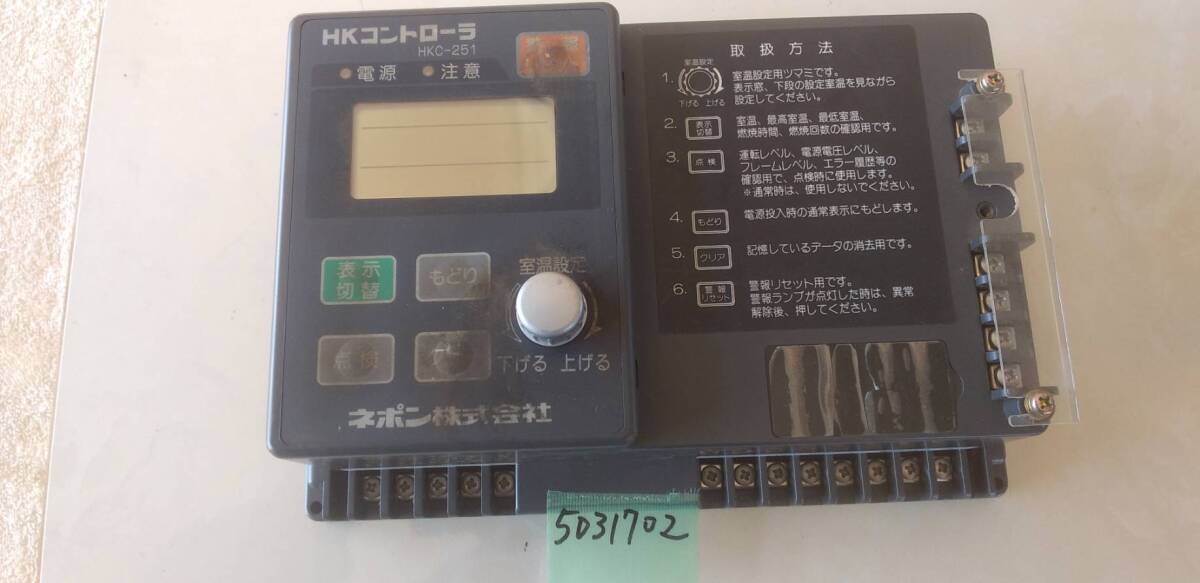 HKコントローラ
HKC-251
電源
注意
表示
切替
もどり
点検
室温設定
下げる 上げる
ネポン株式会社
取扱方法
室温設定
下げる 上げる
1. 室温設定用ツマミです。
表示窓、下段の設定室温を見ながら
設定してください。
2. 表示
切替
室温、最高室温、最低室温、
燃焼時間、燃焼回数の確認用です。
3. 点検
運転レベル、電源電圧レベル、
フレームレベル、エラー履歴等の
確認用で、点検時に使用します。
※通常時は、使用しないでください。
4. もどり
電源投入時の通常表示にもどします。
5. クリア
記憶しているデータの消去用です。
6. 警報
リセット
警報リセット用です。
警報ランプが点灯した時は、異常
解除後、押してください。
5031702